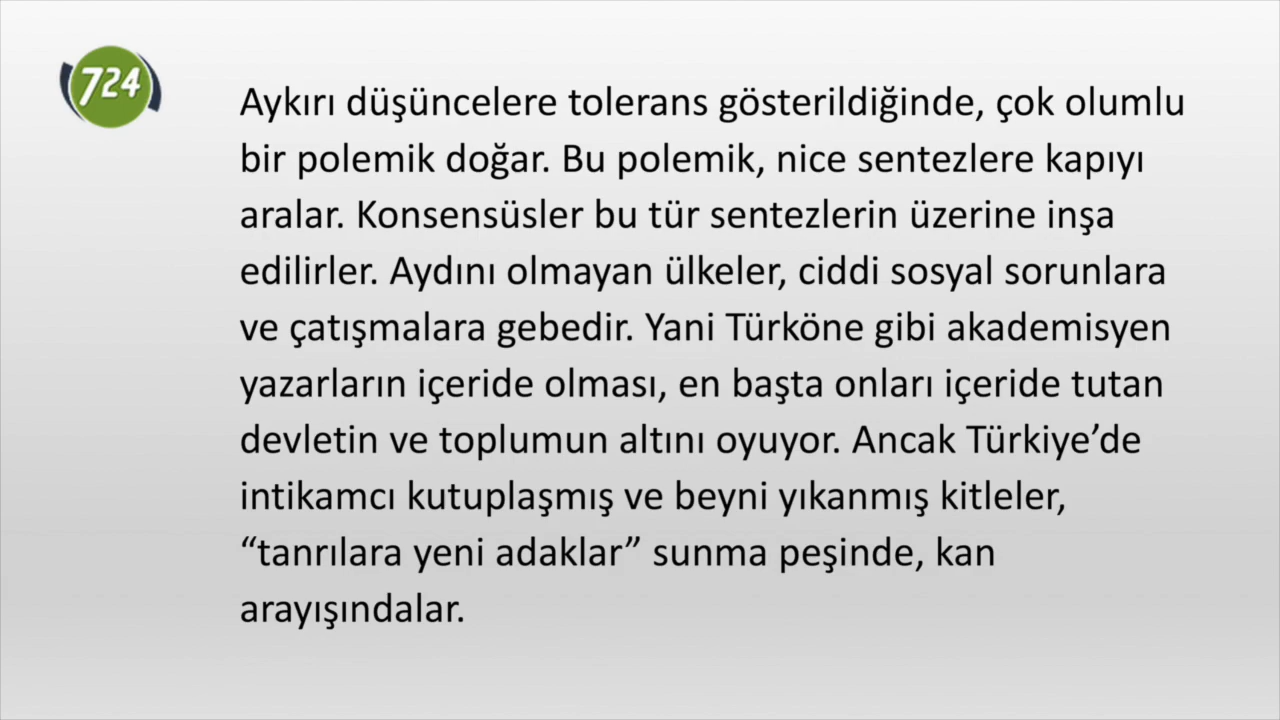 724
Aykırı düşüncelere tolerans gösterildiğinde, çok olumlu
bir polemik doğar. Bu polemik, nice sentezlere kapıyı
aralar. Konsensüsler bu tür sentezlerin üzerine inşa
edilirler. Aydını olmayan ülkeler, ciddi sosyal sorunlara
ve çatışmalara gebedir. Yani Türköne gibi akademisyen
yazarların içeride olması, en başta onları içeride tutan
devletin ve toplumun altını oyuyor. Ancak Türkiye’de
intikamcı kutuplaşmış ve beyni yıkanmış kitleler,
“tanrılara yeni adaklar” sunma peşinde, kan
arayışındalar.